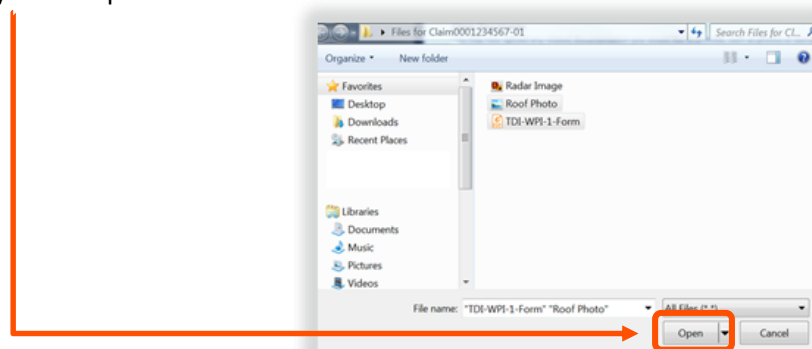 Files for Claim0001234567-01
Search Files for CL...
Organize
New folder
Favorites
Desktop
Downloads
Recent Places
Radar Image
Roof Photo
TDI-WPI-1-Form
Libraries
Documents
Music
Pictures
Videos
File name: "TDI-WPI-1-Form" "Roof Photo"
All Files (*.*)
Open
Cancel